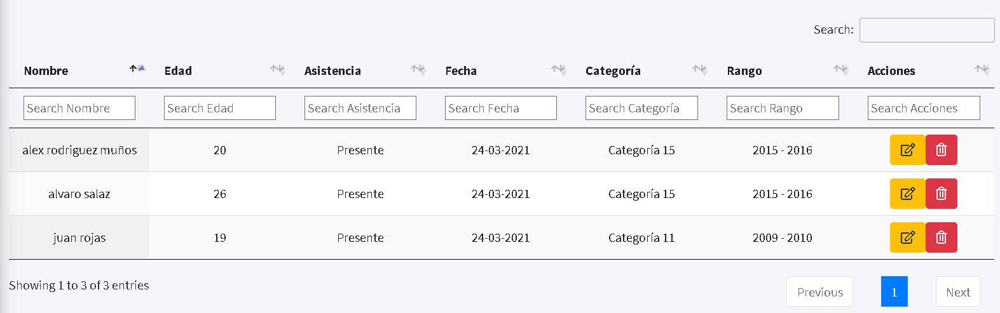 Search:
Nombre Edad Asistencia Fecha Categoría Rango Acciones
Search Nombre Search Edad Search Asistencia Search Fecha Search Categoría Search Rango Search Acciones
alex rodriguez muños 20 Presente 24-03-2021 Categoría 15 2015 - 2016
alvaro salaz 26 Presente 24-03-2021 Categoría 15 2015 - 2016
juan rojas 19 Presente 24-03-2021 Categoría 11 2009 - 2010
Showing 1 to 3 of 3 entries
Previous 1 Next